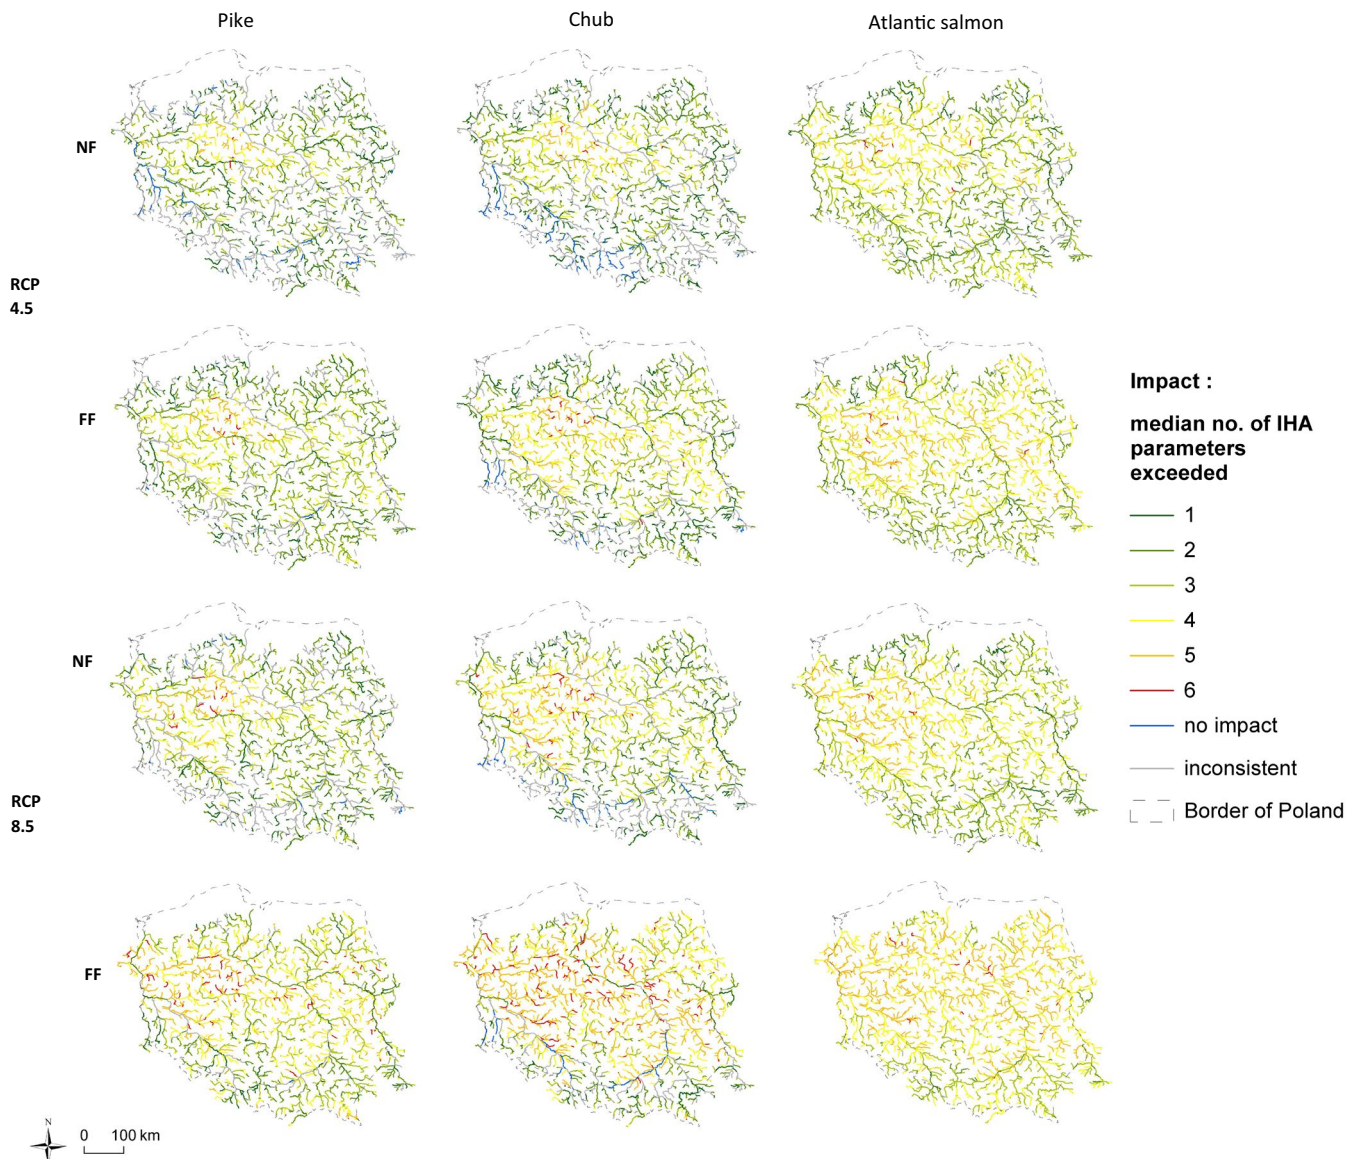 Pike
Chub
Atlantic salmon
NF
RCP
4.5
FF
Impact :
median no. of IHA
parameters
exceeded
1
2
3
4
5
6
no impact
inconsistent
Border of Poland
NF
RCP
8.5
FF
N
0 100 km